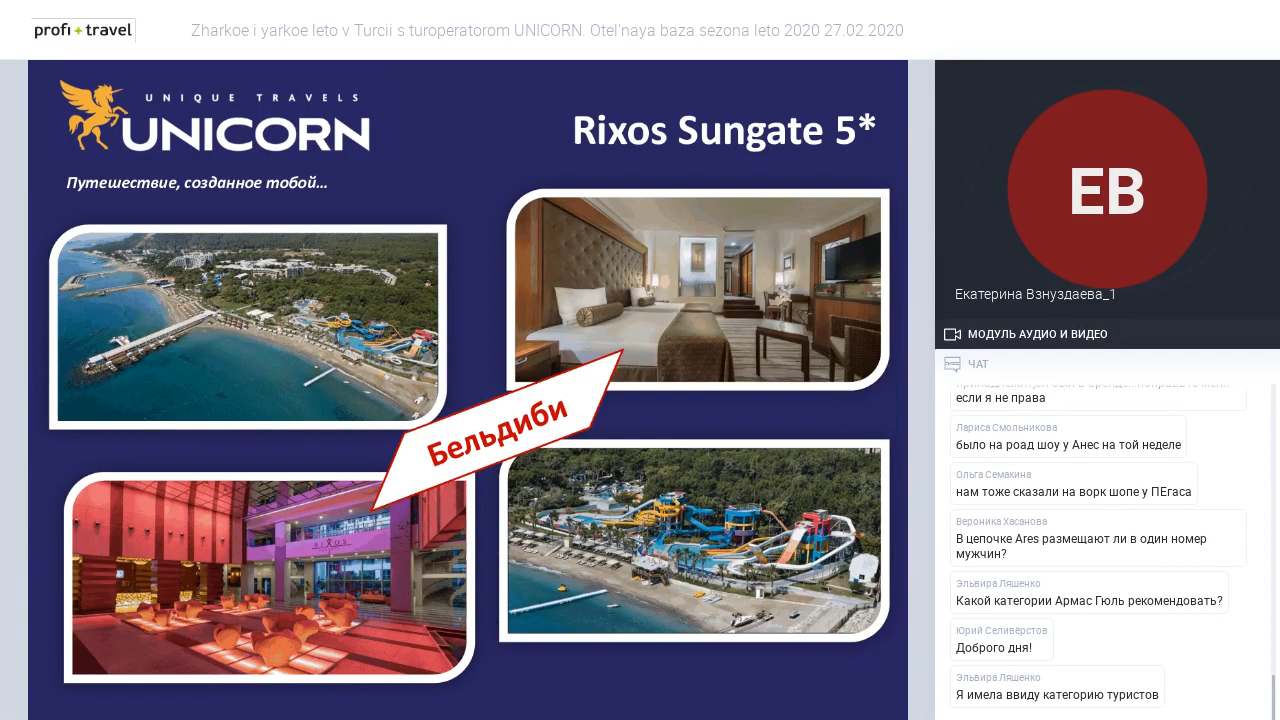 profi + travel
Zharkoe i yarkoe leto v Turcii s turoperatorom UNICORN. Otel'naya baza sezona leto 2020 27.02.2020
UNIQUE TRAVELS
UNICORN
Путешествие, созданное тобой...
Rixos Sungate 5*
Бельдиби
RIXOS
ЕВ
Екатерина Взнуздаева_1
МОДУЛЬ АУДИО И ВИДЕО
ЧАТ
если я не права
Лариса Смольникова
было на роад шоу у Анес на той неделе
Ольга Семакина
нам тоже сказали на ворк шопе у ПЕгаса
Вероника Хасанова
В цепочке Ares размещают ли в один номер
мужчин?
Эльвира Ляшенко
Какой категории Армас Гюль рекомендовать?
Юрий Селивёрстов
Доброго дня!
Эльвира Ляшенко
Я имела ввиду категорию туристов